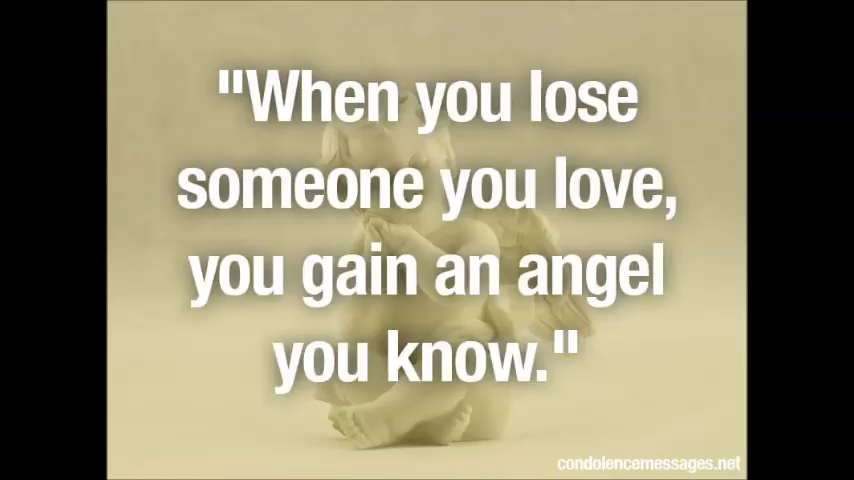 "When you lose
someone you love,
you gain an angel
you know."
condolencemessages.net